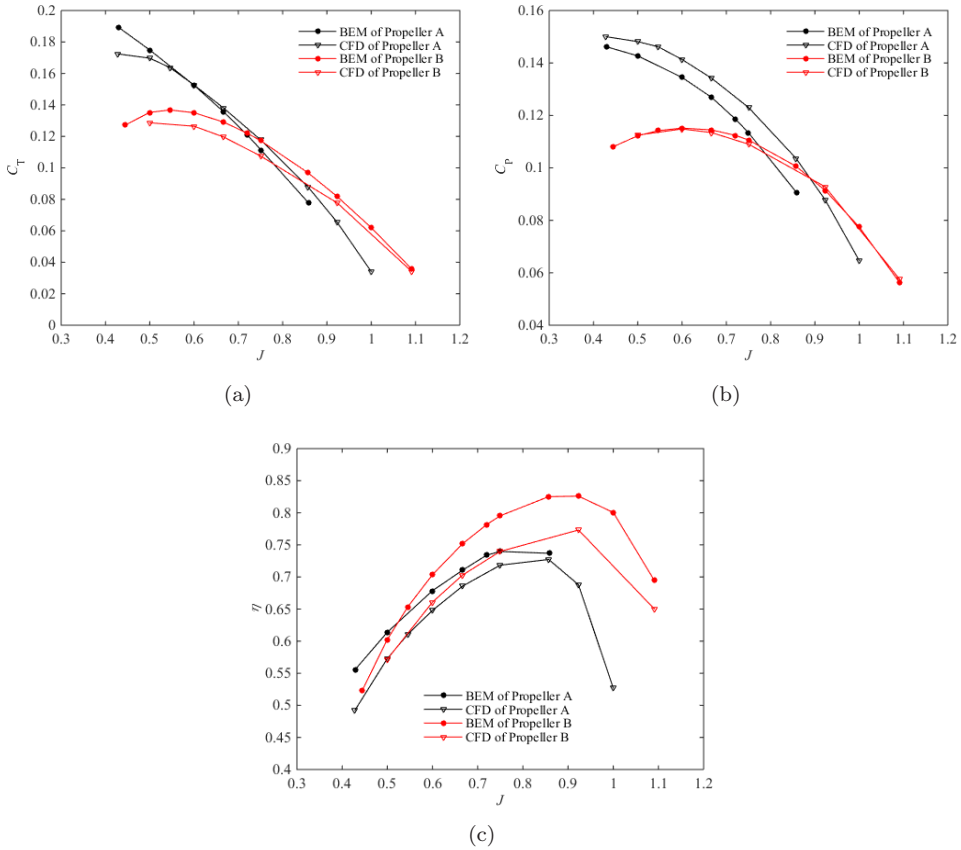 0.2
0.18
0.16
0.14
0.12
0.1
0.08
0.06
0.04
0.02
0
C_T
0.3 0.4 0.5 0.6 0.7 0.8 0.9 1 1.1 1.2
J
BEM of Propeller A
CFD of Propeller A
BEM of Propeller B
CFD of Propeller B
(a)
0.16
0.14
0.12
0.1
0.08
0.06
0.04
C_P
0.3 0.4 0.5 0.6 0.7 0.8 0.9 1 1.1 1.2
J
BEM of Propeller A
CFD of Propeller A
BEM of Propeller B
CFD of Propeller B
(b)
0.9
0.85
0.8
0.75
0.7
0.65
0.6
0.55
0.5
0.45
0.4
η
0.3 0.4 0.5 0.6 0.7 0.8 0.9 1 1.1 1.2
J
BEM of Propeller A
CFD of Propeller A
BEM of Propeller B
CFD of Propeller B
(c)